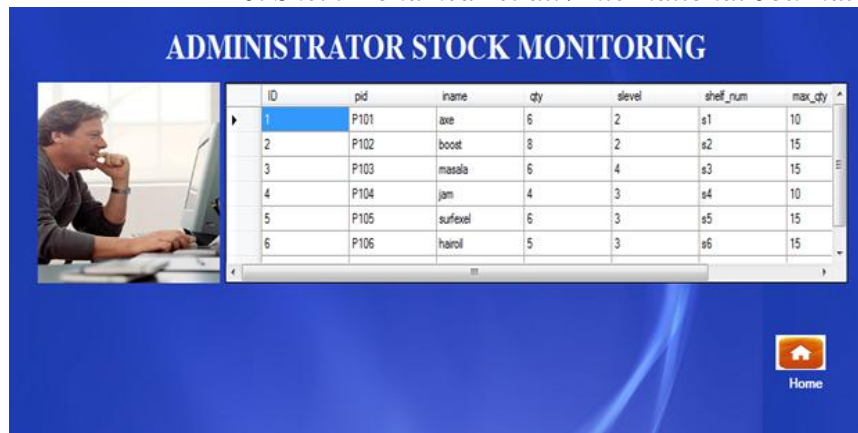 ADMINISTRATOR STOCK MONITORING
ID pid iname qty slevel shelf_num max_qty
1 P101 axe 6 2 s1 10
2 P102 boost 8 2 s2 15
3 P103 masala 6 4 s3 15
4 P104 jam 4 3 s4 10
5 P105 surfexel 6 3 s5 15
6 P106 hairoil 5 3 s6 15
Home